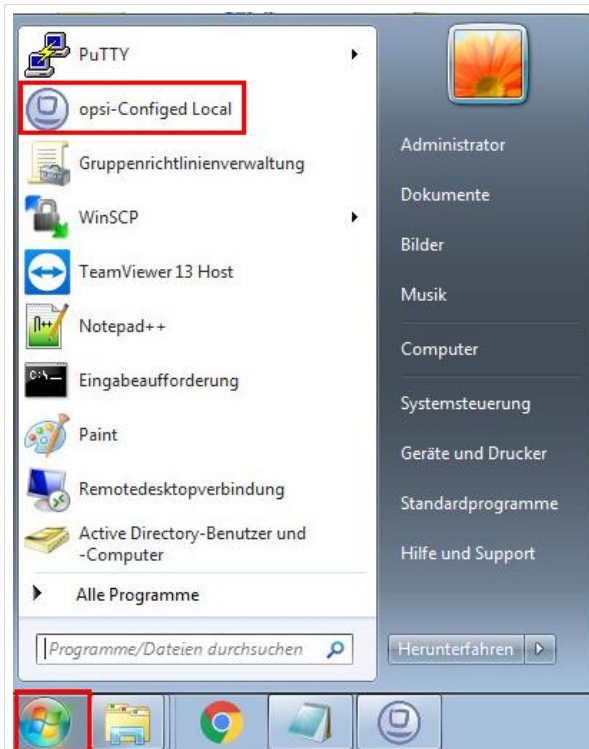 PuTTY
opsi-Configed Local
Gruppenrichtlinienverwaltung
WinSCP
TeamViewer 13 Host
Notepad++
Eingabeaufforderung
Paint
Remotedesktopverbindung
Active Directory-Benutzer und
-Computer
Alle Programme
Programme/Dateien durchsuchen
Administrator
Dokumente
Bilder
Musik
Computer
Systemsteuerung
Geräte und Drucker
Standardprogramme
Hilfe und Support
Herunterfahren